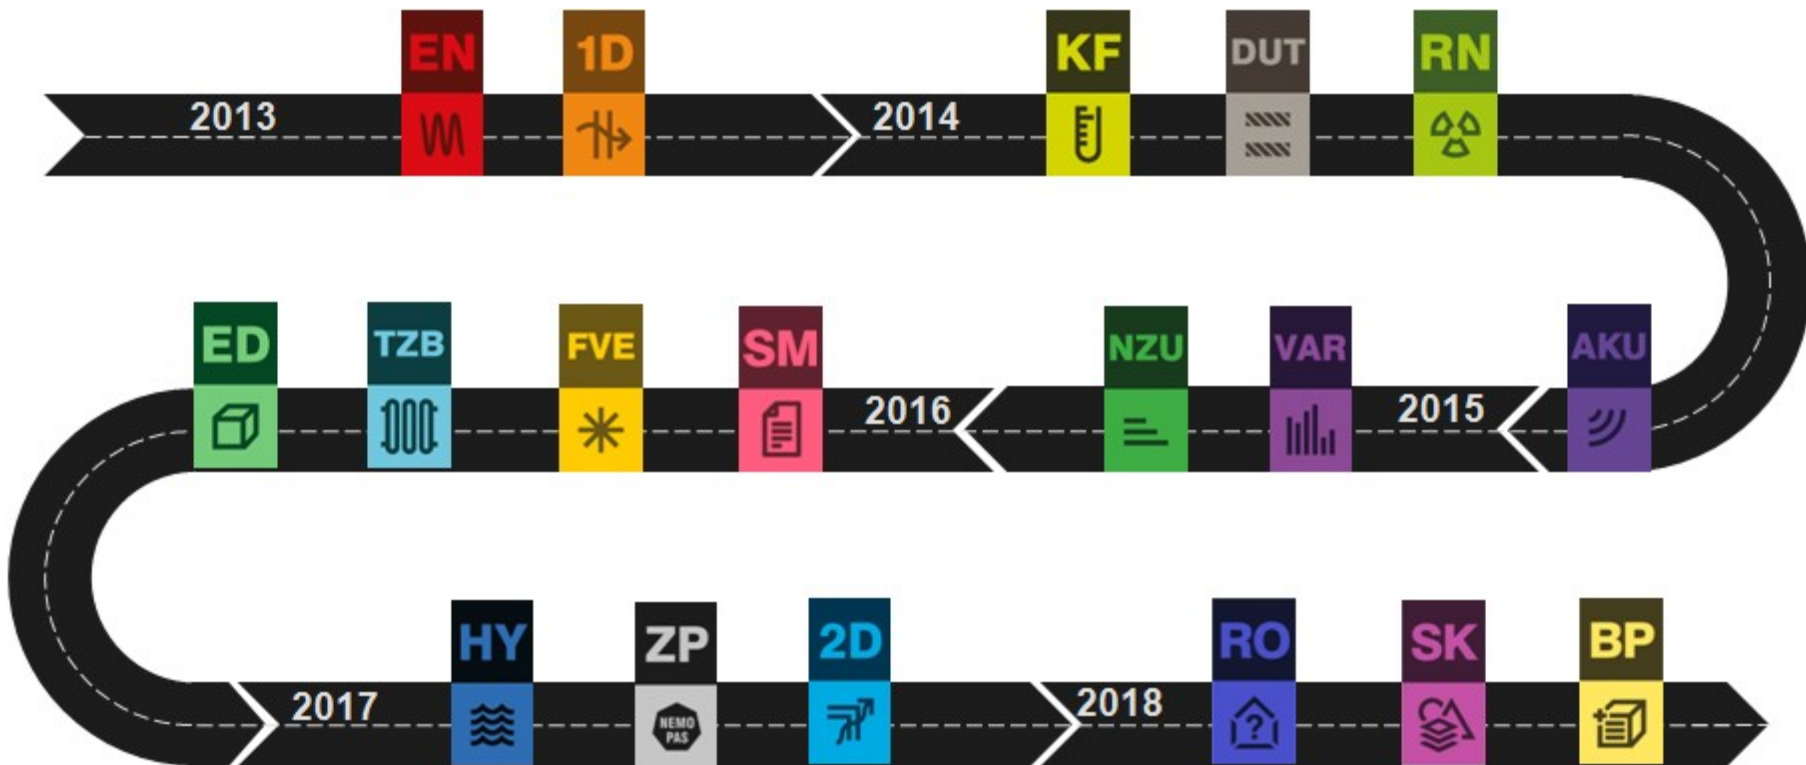 2013
EN
1D
2014
KF
DUT
RN
AKU
2015
VAR
NZU
2016
SM
FVE
TZB
ED
2017
HY
ZP
NEMO
PAS
2D
2018
RO
?
SK
BP